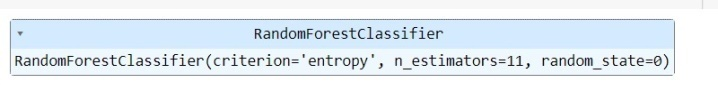 RandomForestClassifier
RandomForestClassifier(criterion='entropy', n_estimators=11, random_state=0)